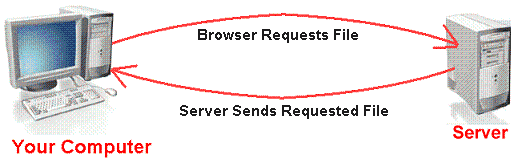 Browser Requests File
Server Sends Requested File
Your Computer
Server